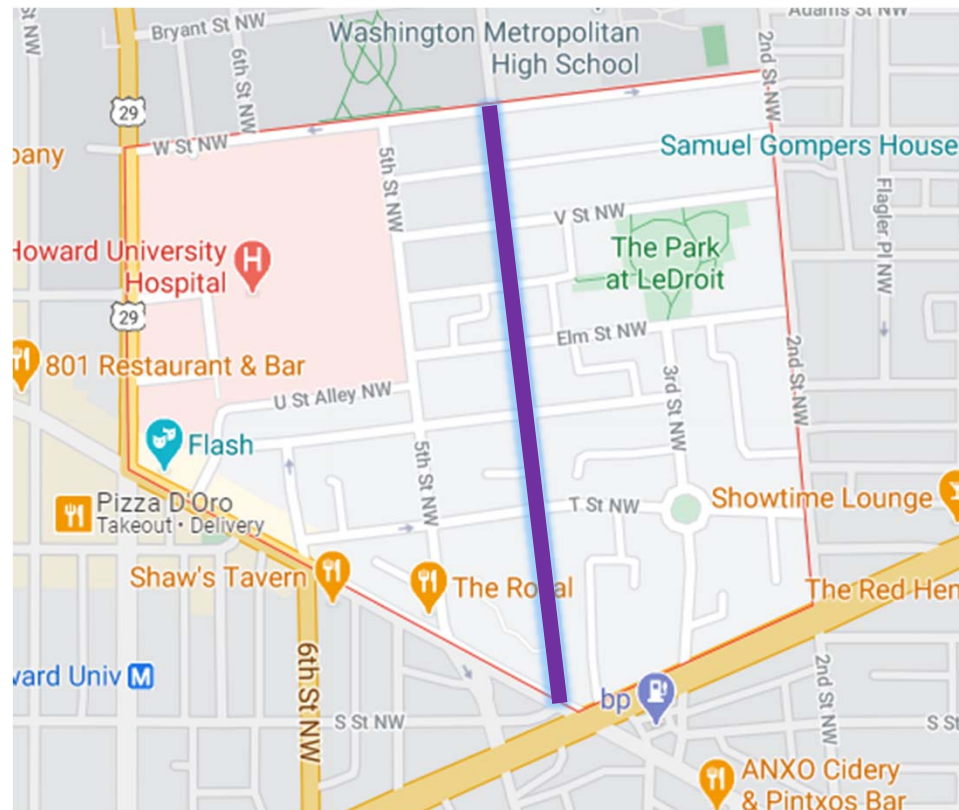 Bryant St NW
Washington Metropolitan
High School
Adams St NW
6th St NW
2nd St NW
29
W St NW
pany
5th St NW
Samuel Gompers House
V St NW
Flagler Pl NW
Howard University
Hospital
H
The Park
at LeDroit
29
Elm St NW
2nd St NW
801 Restaurant & Bar
3rd St NW
U St Alley NW
Flash
5th St NW
Pizza D'Oro
Takeout • Delivery
T St NW
Showtime Lounge
Shaw's Tavern
The Ro al
The Red Hen
6th St NW
ward Univ M
2nd St NW
bp
S St NW
S St
ANXO Cidery
& Pintxos Bar